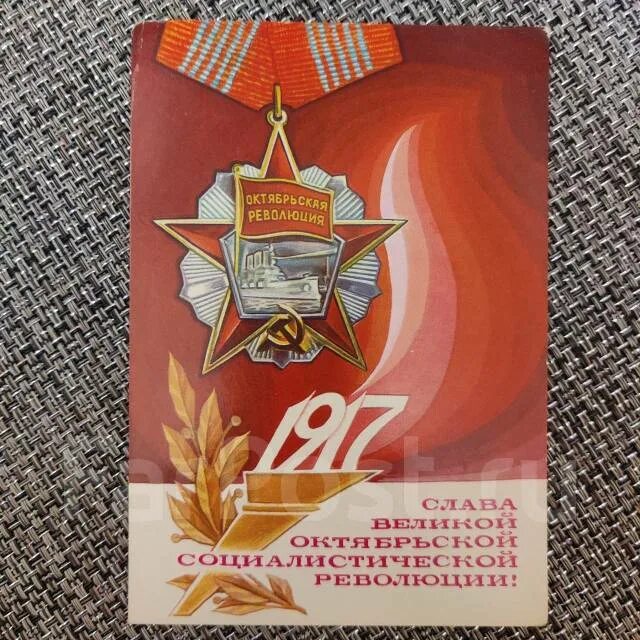 ОКТЯБРЬСКАЯ
РЕВОЛЮЦИЯ
1917
СЛАВА
ВЕЛИКОЙ
ОКТЯБРЬСКОЙ
СОЦИАЛИСТИЧЕСКОЙ
РЕВОЛЮЦИИ!